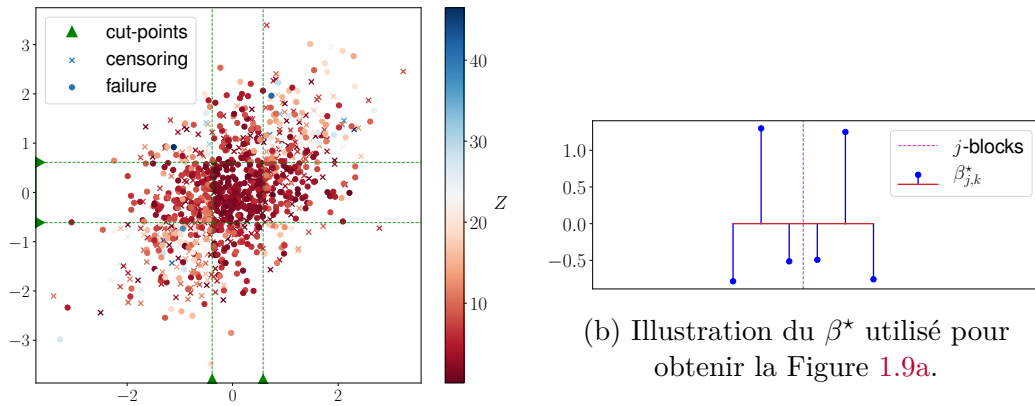 cut-points
censoring
failure
3
2
1
0
−1
−2
−3
−2
0
2
40
30
20
10
Z
1.0
0.5
0.0
−0.5
j-blocks
β⋆j,k
(b) Illustration du β⋆ utilisé pour
obtenir la Figure 1.9a.